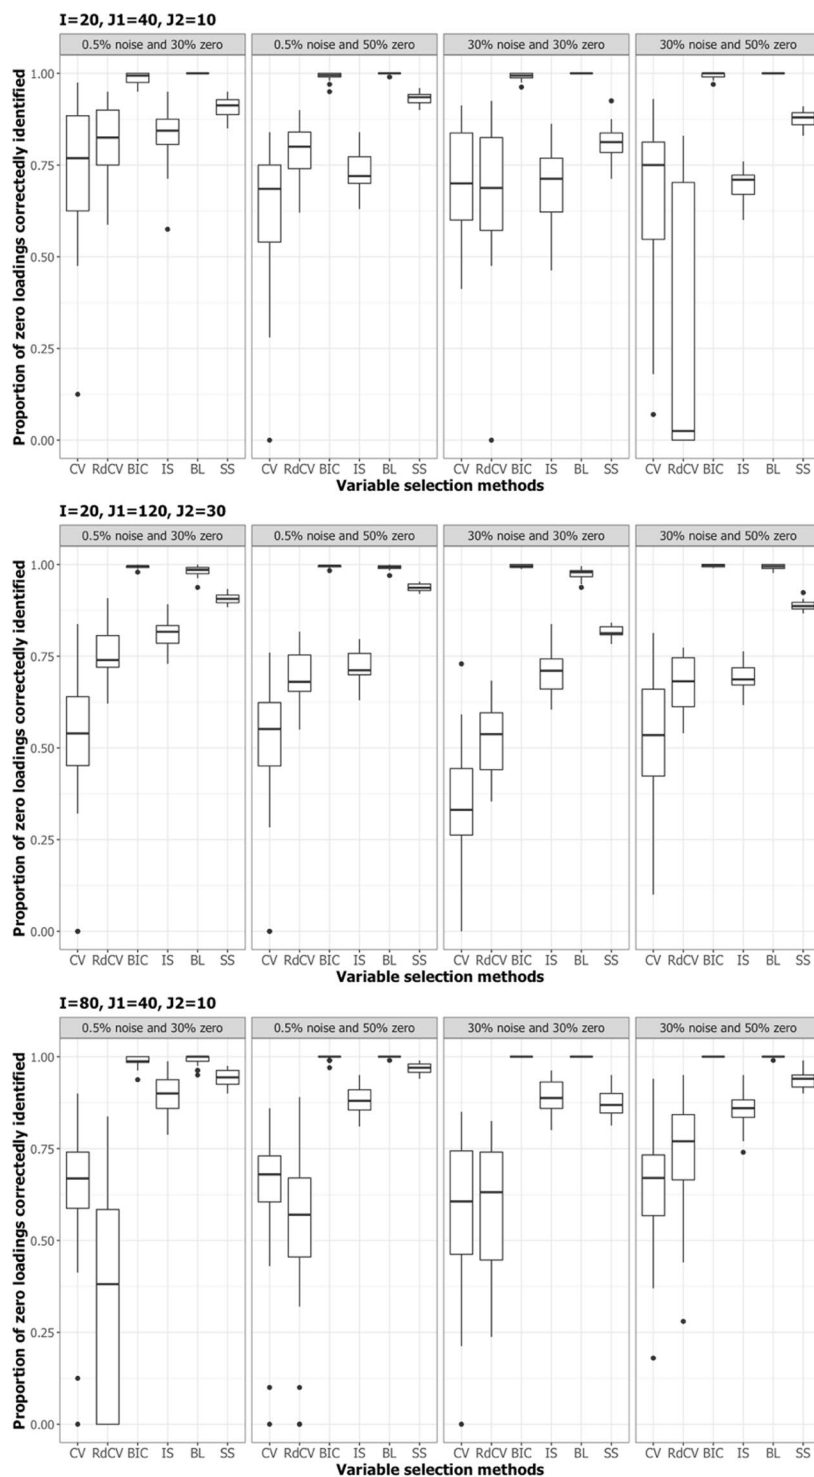 I=20, J1=40, J2=10
0.5% noise and 30% zero 0.5% noise and 50% zero 30% noise and 30% zero 30% noise and 50% zero
Proportion of zero loadings correctedly identified
1.00
0.75
0.50
0.25
0.00
CV RdCV BIC IS BL SS CV RdCV BIC IS BL SS CV RdCV BIC IS BL SS CV RdCV BIC IS BL SS
Variable selection methods
I=20, J1=120, J2=30
0.5% noise and 30% zero 0.5% noise and 50% zero 30% noise and 30% zero 30% noise and 50% zero
Proportion of zero loadings correctedly identified
1.00
0.75
0.50
0.25
0.00
CV RdCV BIC IS BL SS CV RdCV BIC IS BL SS CV RdCV BIC IS BL SS CV RdCV BIC IS BL SS
Variable selection methods
I=80, J1=40, J2=10
0.5% noise and 30% zero 0.5% noise and 50% zero 30% noise and 30% zero 30% noise and 50% zero
Proportion of zero loadings correctedly identified
1.00
0.75
0.50
0.25
0.00
CV RdCV BIC IS BL SS CV RdCV BIC IS BL SS CV RdCV BIC IS BL SS CV RdCV BIC IS BL SS
Variable selection methods